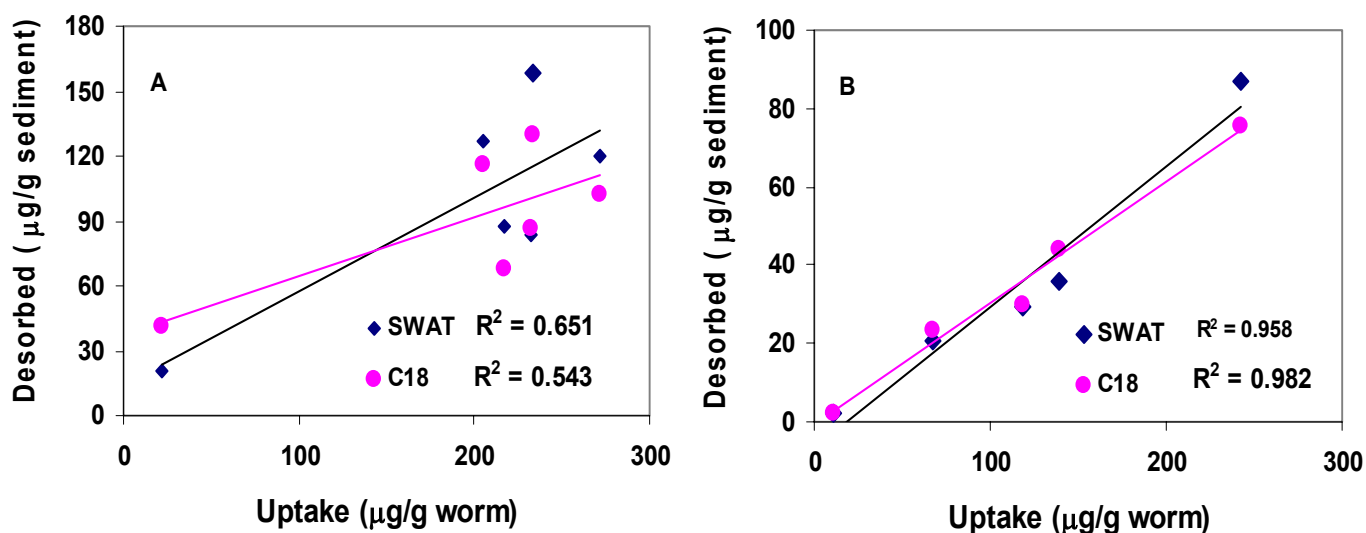 Desorbed ( μg/g sediment)
180
150
120
90
60
30
0
A
SWAT R² = 0.651
C18 R² = 0.543
0 100 200 300
Uptake (μg/g worm)
Desorbed ( μg/g sediment)
100
80
60
40
20
0
B
SWAT R² = 0.958
C18 R² = 0.982
0 100 200 300
Uptake (μg/g worm)